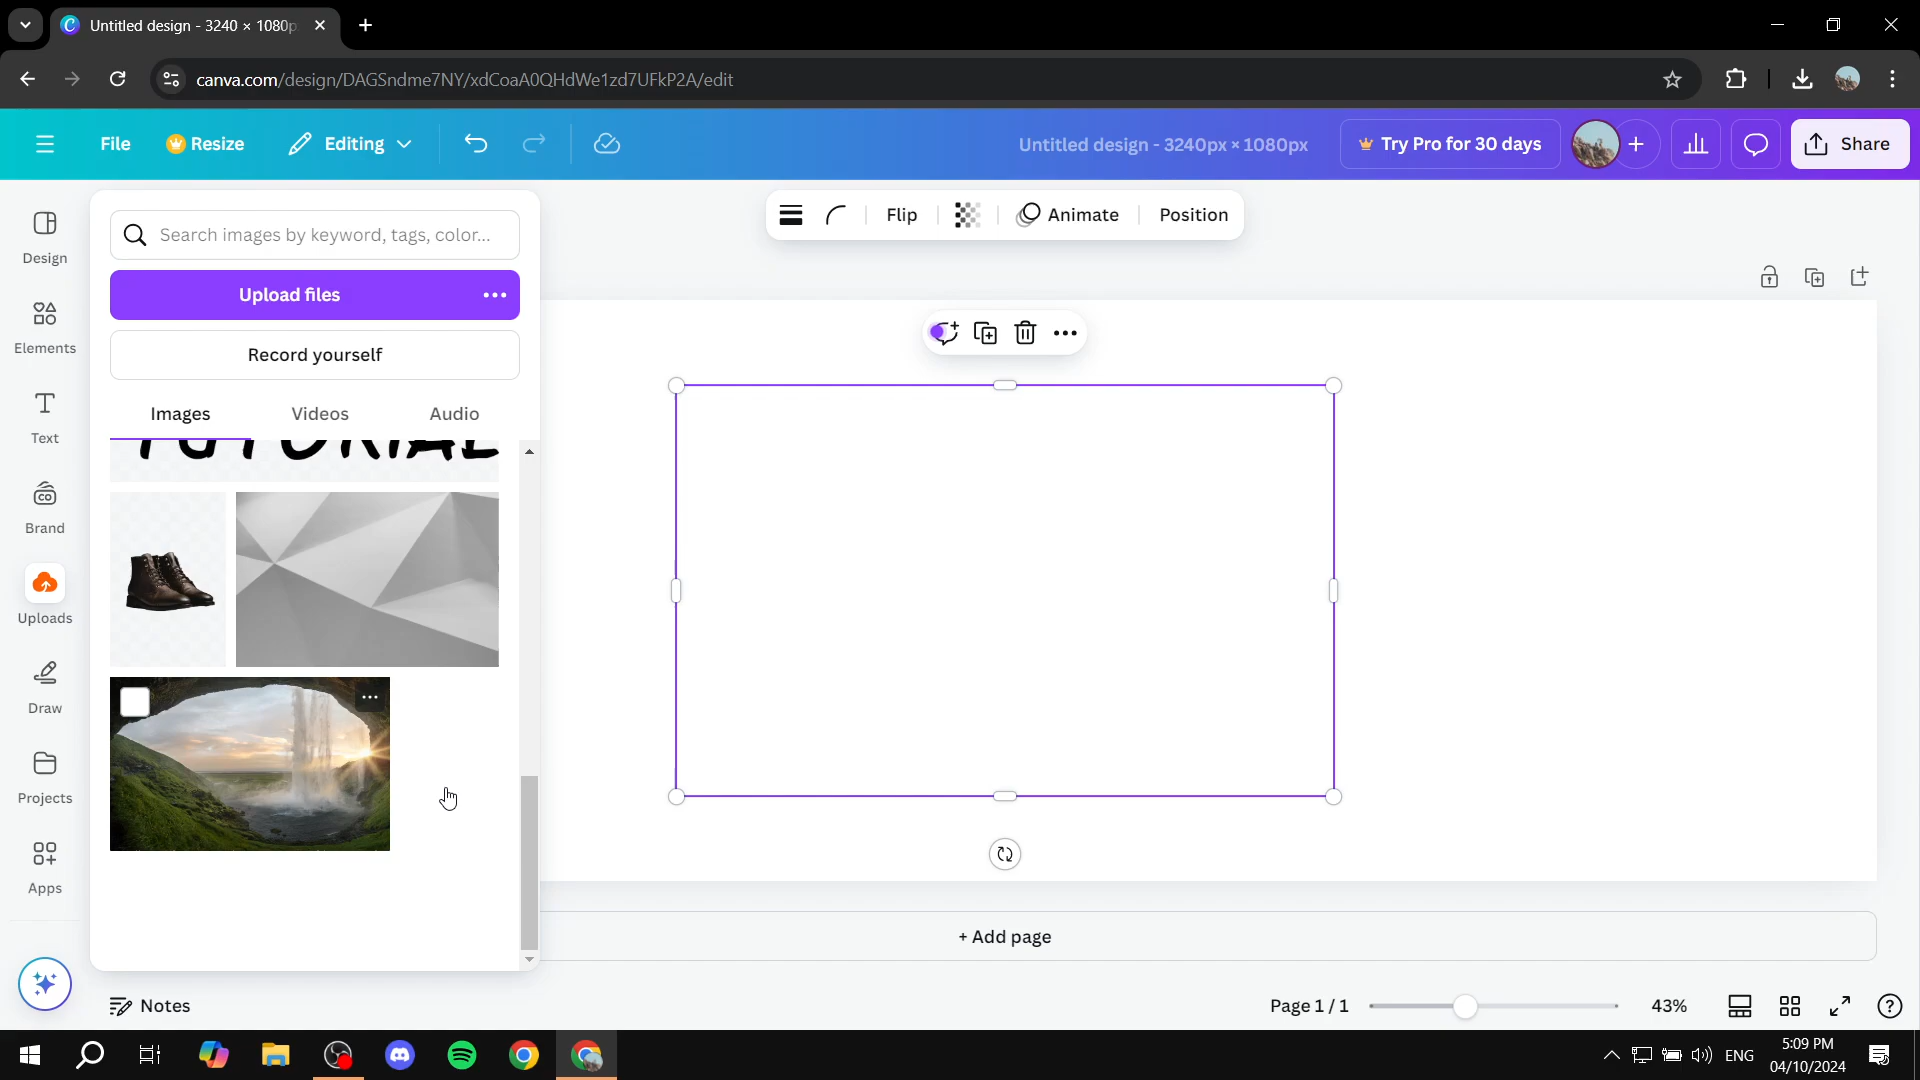 Untitled design - 3240 × 1080p
canva.com/design/DAGSndme7NY/xdCoaA0QHdWe1zd7UFkP2A/edit
File
Resize
Editing
Untitled design - 3240px × 1080px
Try Pro for 30 days
Share
Design
Elements
Text
Brand
Uploads
Draw
Projects
Apps
Search images by keyword, tags, color...
Upload files
Record yourself
Images
Videos
Audio
TUTORIAL
Flip
Animate
Position
+ Add page
Notes
Page 1 / 1
43%
ENG
5:09 PM
04/10/2024